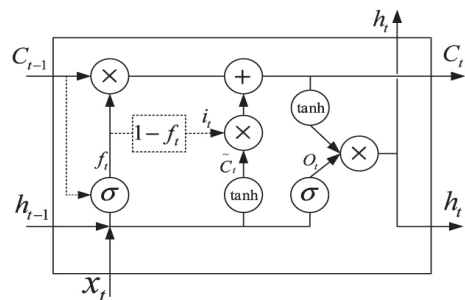 h_t
C_{t-1} × + C_t
tanh
1-f_t i_t × ×
f_t C̃_t O_t
σ tanh σ
h_{t-1} h_t
x_t